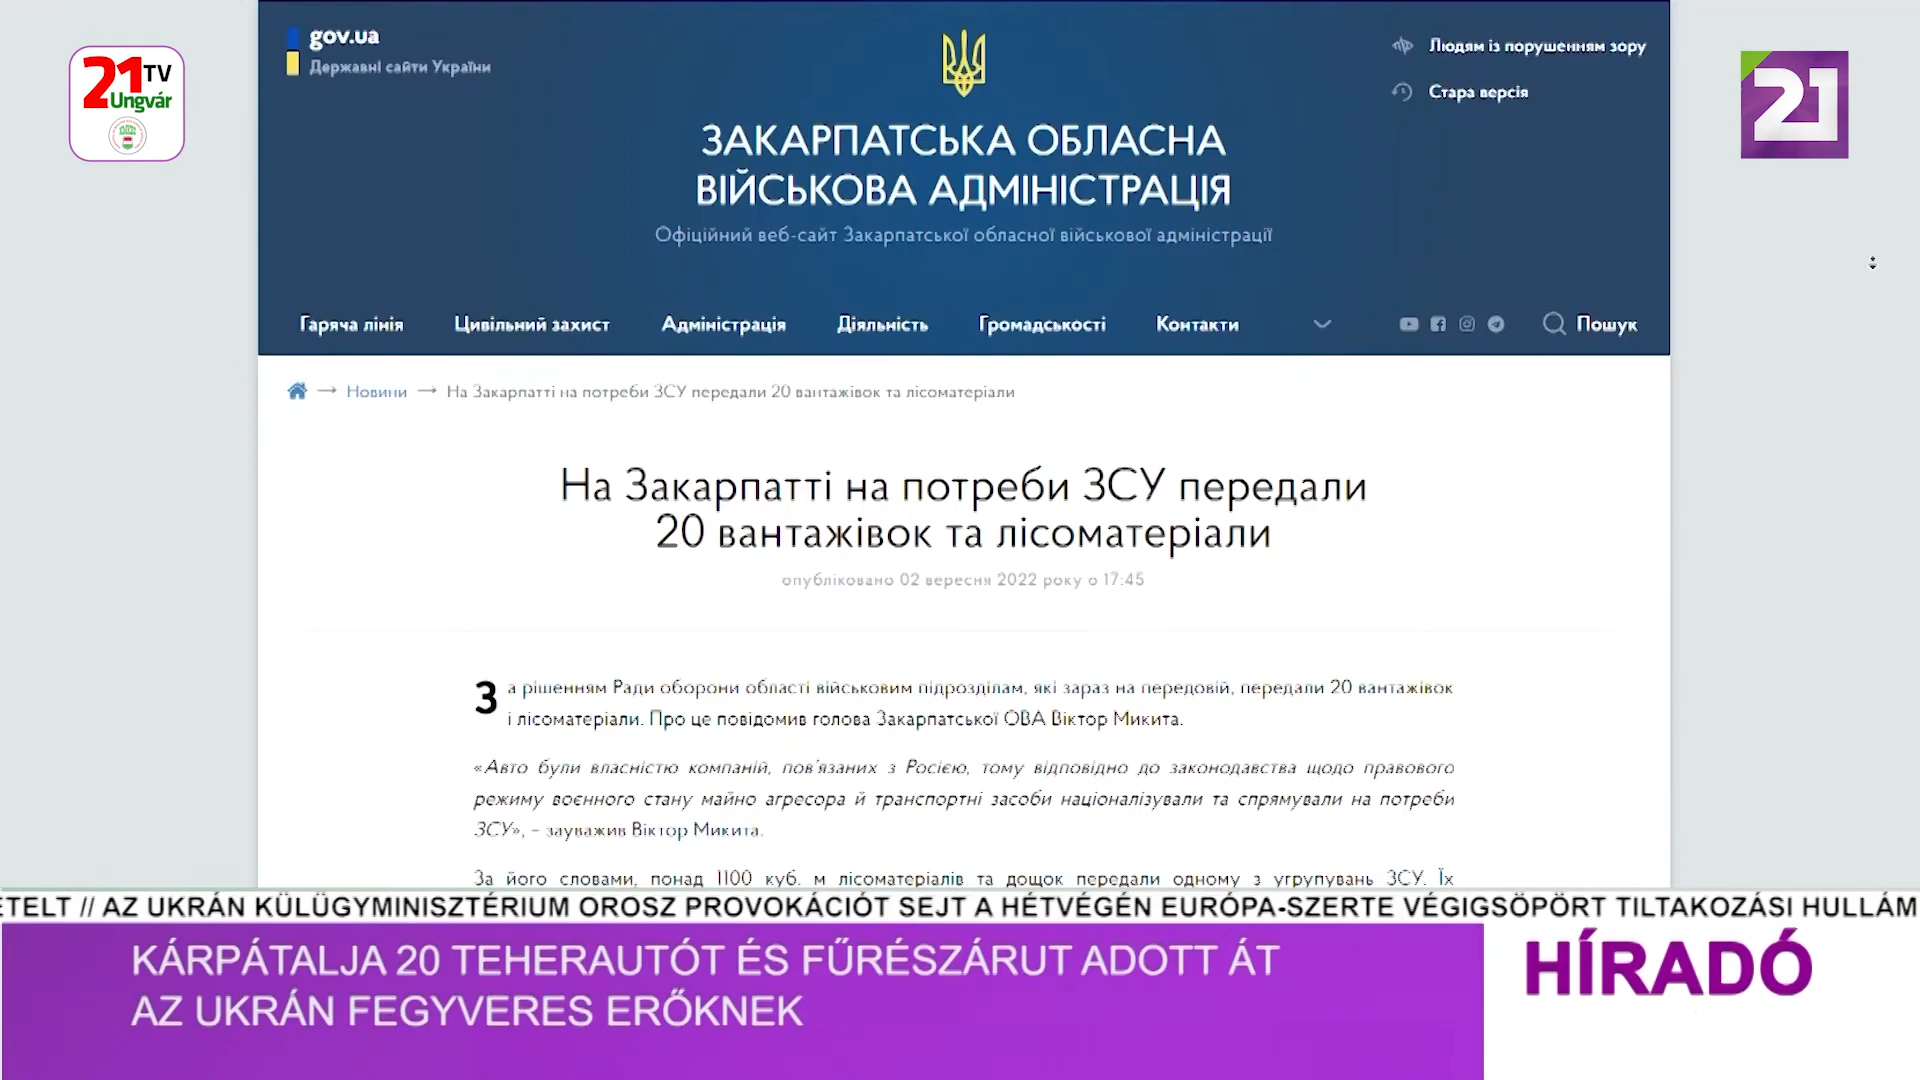 21 TV
Ungvár
gov.ua
Державні сайти України
Людям із порушенням зору
Стара версія
21
ЗАКАРПАТСЬКА ОБЛАСНА
ВІЙСЬКОВА АДМІНІСТРАЦІЯ
Офіційний веб-сайт Закарпатської обласної військової адміністрації
Гаряча лінія Цивільний захист Адміністрація Діяльність Громадськості Контакти Пошук
→ Новини → На Закарпатті на потреби ЗСУ передали 20 вантажівок та лісоматеріали
На Закарпатті на потреби ЗСУ передали
20 вантажівок та лісоматеріали
опубліковано 02 вересня 2022 року о 17:45
За рішенням Ради оборони області військовим підрозділам, які зараз на передовій, передали 20 вантажівок
і лісоматеріали. Про це повідомив голова Закарпатської ОВА Віктор Микита.
«Авто були власністю компаній, пов'язаних з Росією, тому відповідно до законодавства щодо правового
режиму воєнного стану майно агресора й транспортні засоби націоналізували та спрямували на потреби
ЗСУ», – зауважив Віктор Микита.
За його словами, понад 1100 куб. м лісоматеріалів та дощок передали одному з угрупувань ЗСУ. Їх
ETELT // AZ UKRÁN KÜLÜGYMINISZTÉRIUM OROSZ PROVOKÁCIÓT SEJT A HÉTVÉGÉN EURÓPA-SZERTE VÉGIGSÖPÖRT TILTAKOZÁSI HULLÁM
KÁRPÁTALJA 20 TEHERAUTÓT ÉS FŰRÉSZÁRUT ADOTT ÁT
AZ UKRÁN FEGYVERES ERŐKNEK
HÍRADÓ